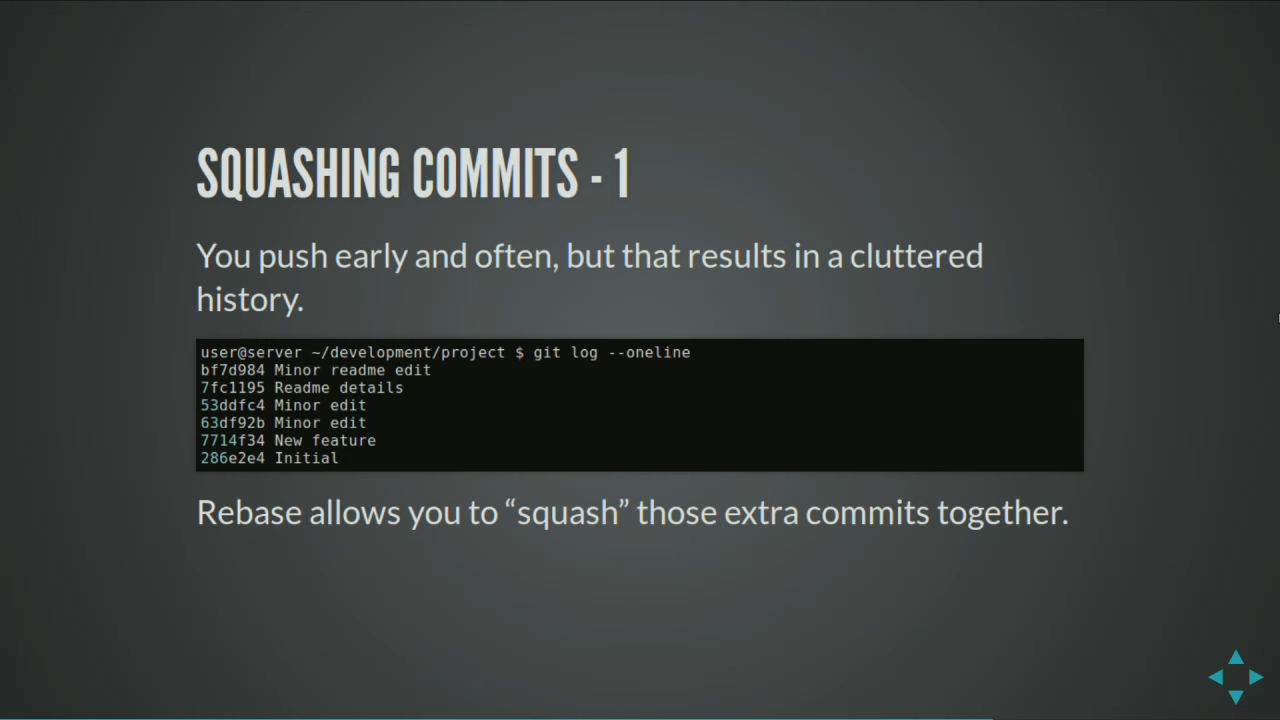 SQUASHING COMMITS - 1
You push early and often, but that results in a cluttered
history.
user@server ~/development/project $ git log --oneline
bf7d984 Minor readme edit
7fc1195 Readme details
53ddfc4 Minor edit
63df92b Minor edit
7714f34 New feature
286e2e4 Initial
Rebase allows you to “squash” those extra commits together.